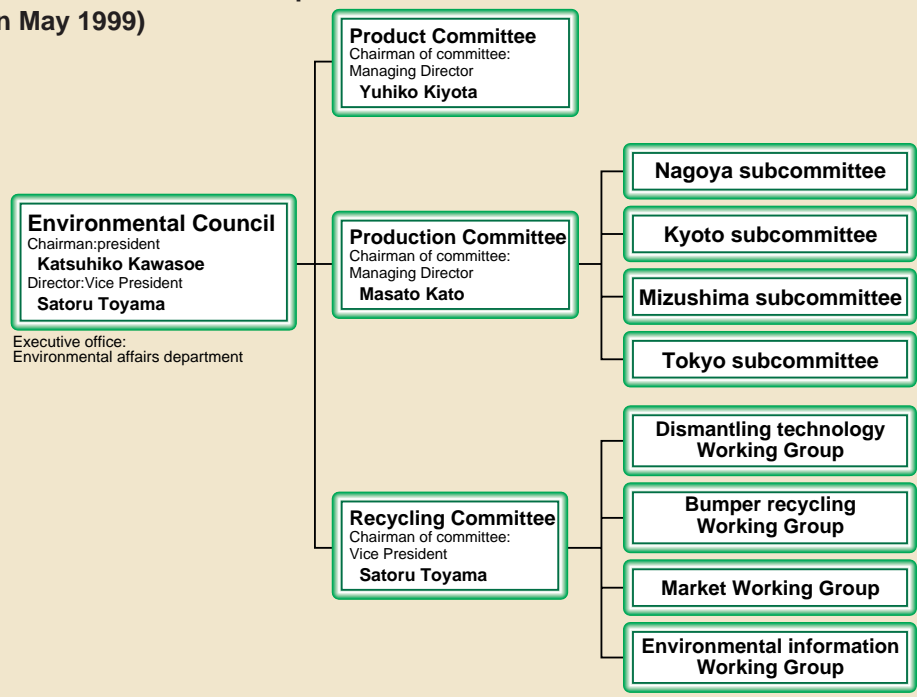 n May 1999)
Product Committee
Chairman of committee:
Managing Director
Yuhiko Kiyota
Environmental Council
Chairman:president
Katsuhiko Kawasoe
Director:Vice President
Satoru Toyama
Executive office:
Environmental affairs department
Production Committee
Chairman of committee:
Managing Director
Masato Kato
Nagoya subcommittee
Kyoto subcommittee
Mizushima subcommittee
Tokyo subcommittee
Recycling Committee
Chairman of committee:
Vice President
Satoru Toyama
Dismantling technology
Working Group
Bumper recycling
Working Group
Market Working Group
Environmental information
Working Group